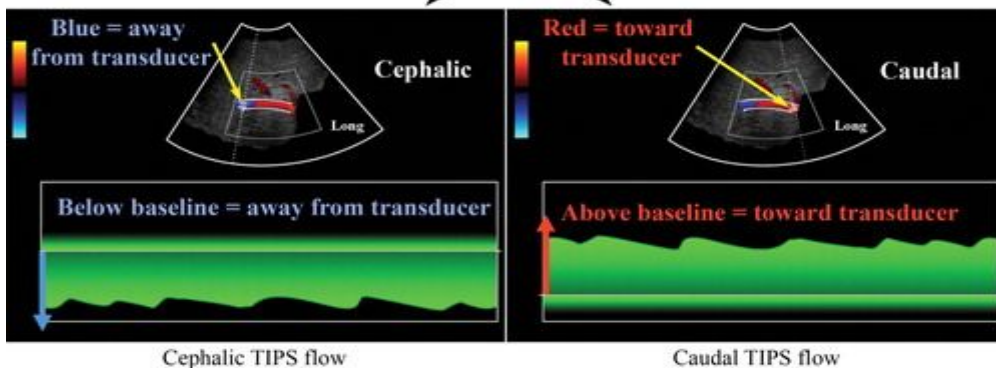 Blue = away
from transducer
Cephalic
Long
Below baseline = away from transducer
Cephalic TIPS flow
Red = toward
transducer
Caudal
Long
Above baseline = toward transducer
Caudal TIPS flow